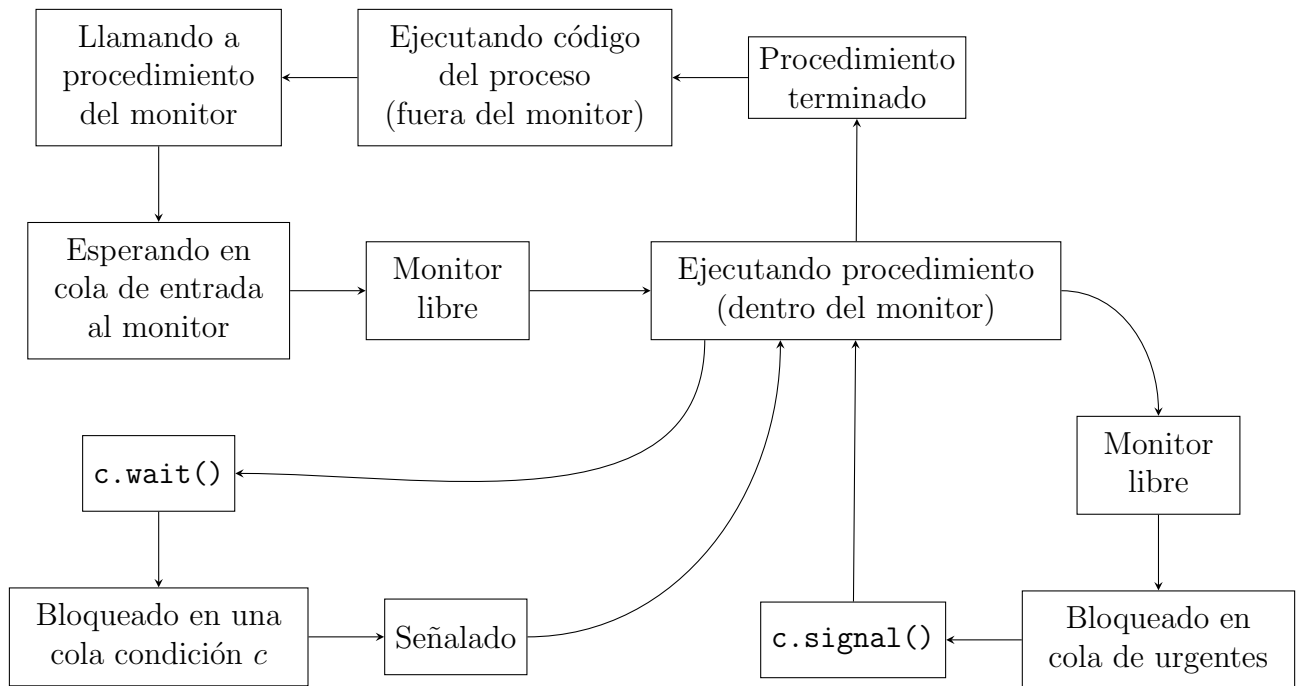 Llamando a
procedimiento
del monitor
Ejecutando código
del proceso
(fuera del monitor)
Procedimiento
terminado
Esperando en
cola de entrada
al monitor
Monitor
libre
Ejecutando procedimiento
(dentro del monitor)
c.wait()
Monitor
libre
Bloqueado en una
cola condición c
Señalado
c.signal()
Bloqueado en
cola de urgentes